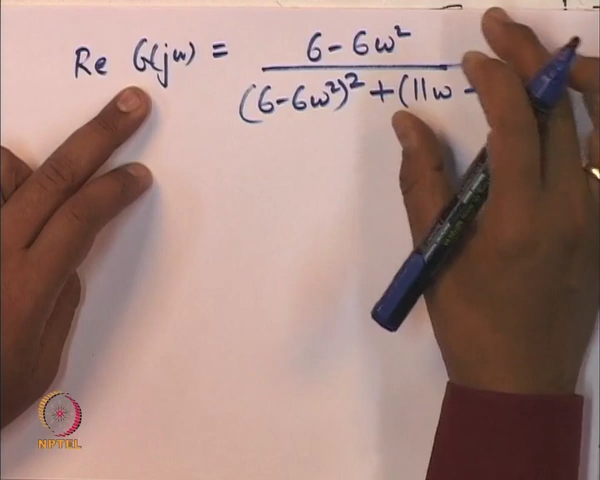 Re G(jω) = 6 - 6ω² / (6-6ω²)² + (11ω -
NPTEL